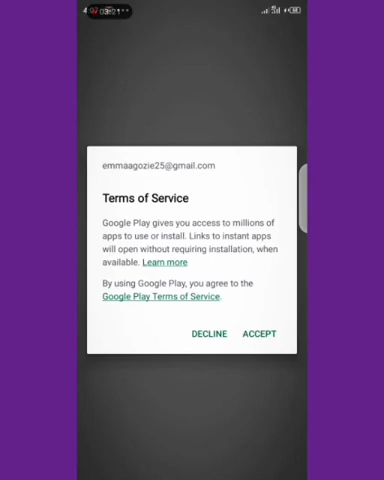 emmaagozie25@gmail.com
Terms of Service
Google Play gives you access to millions of
apps to use or install. Links to instant apps
will open without requiring installation, when
available. Learn more
By using Google Play, you agree to the
Google Play Terms of Service.
DECLINE ACCEPT